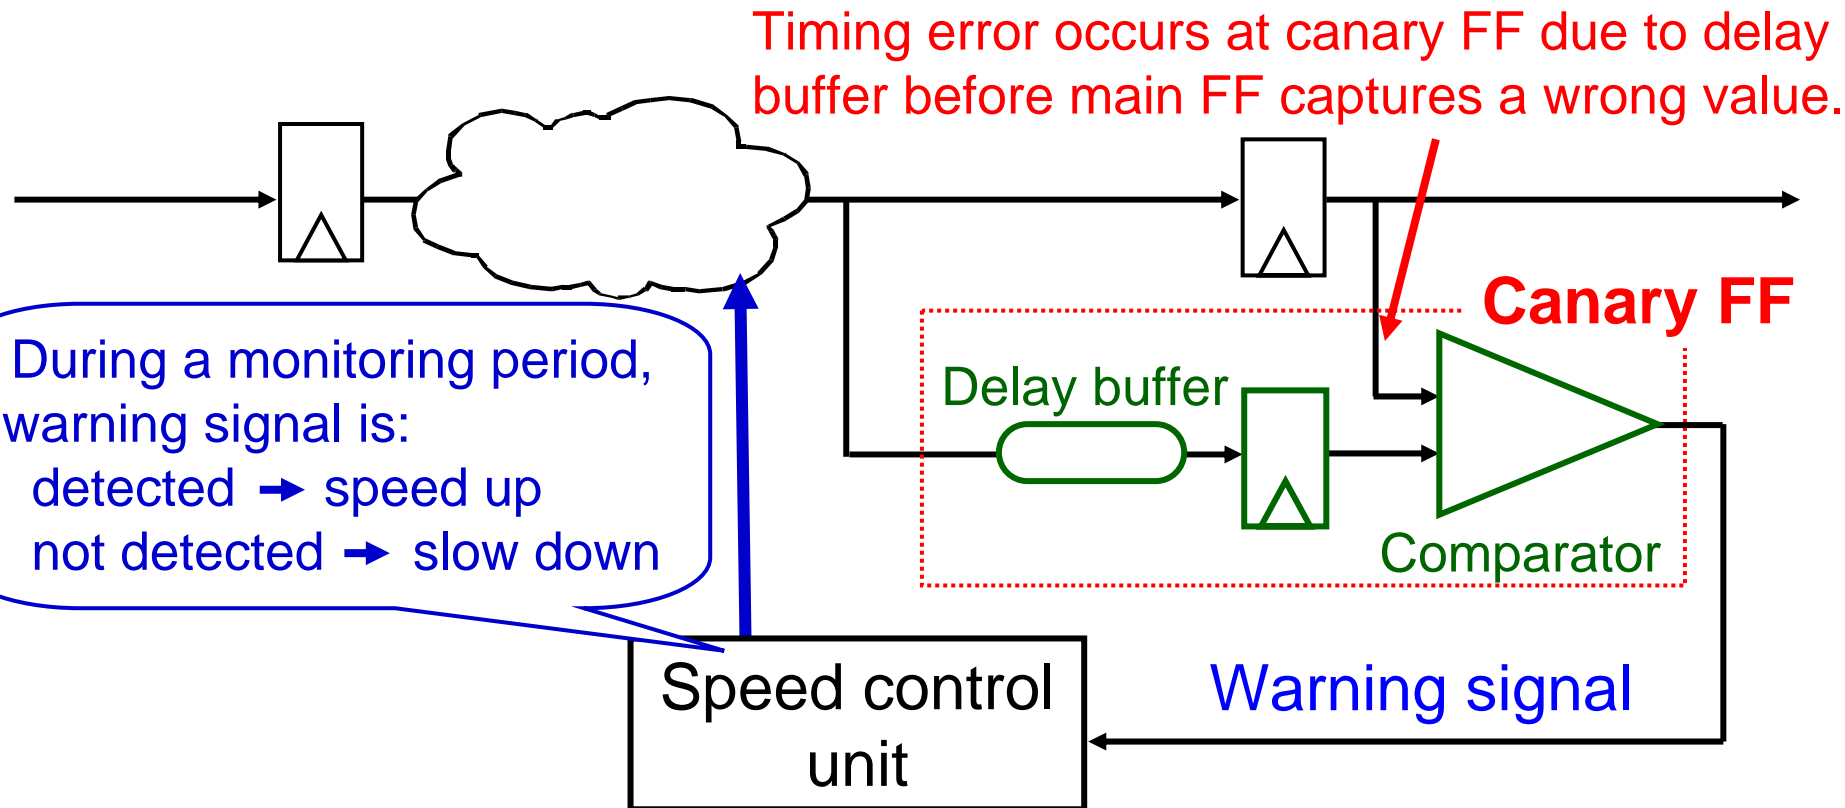 Timing error occurs at canary FF due to delay
buffer before main FF captures a wrong value.
Canary FF
During a monitoring period,
warning signal is:
detected → speed up
not detected → slow down
Delay buffer
Comparator
Speed control
unit
Warning signal